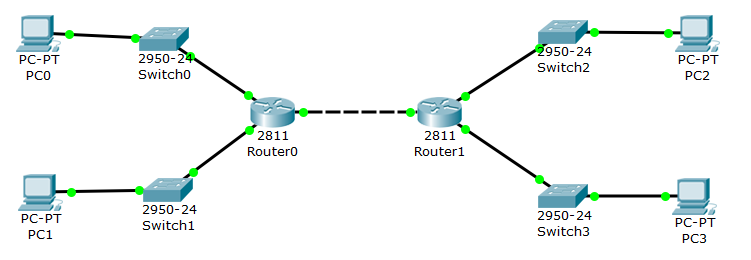 PC-PT
PC0
2950-24
Switch0
2950-24
Switch2
PC-PT
PC2
2811
Router0
2811
Router1
PC-PT
PC1
2950-24
Switch1
2950-24
Switch3
PC-PT
PC3